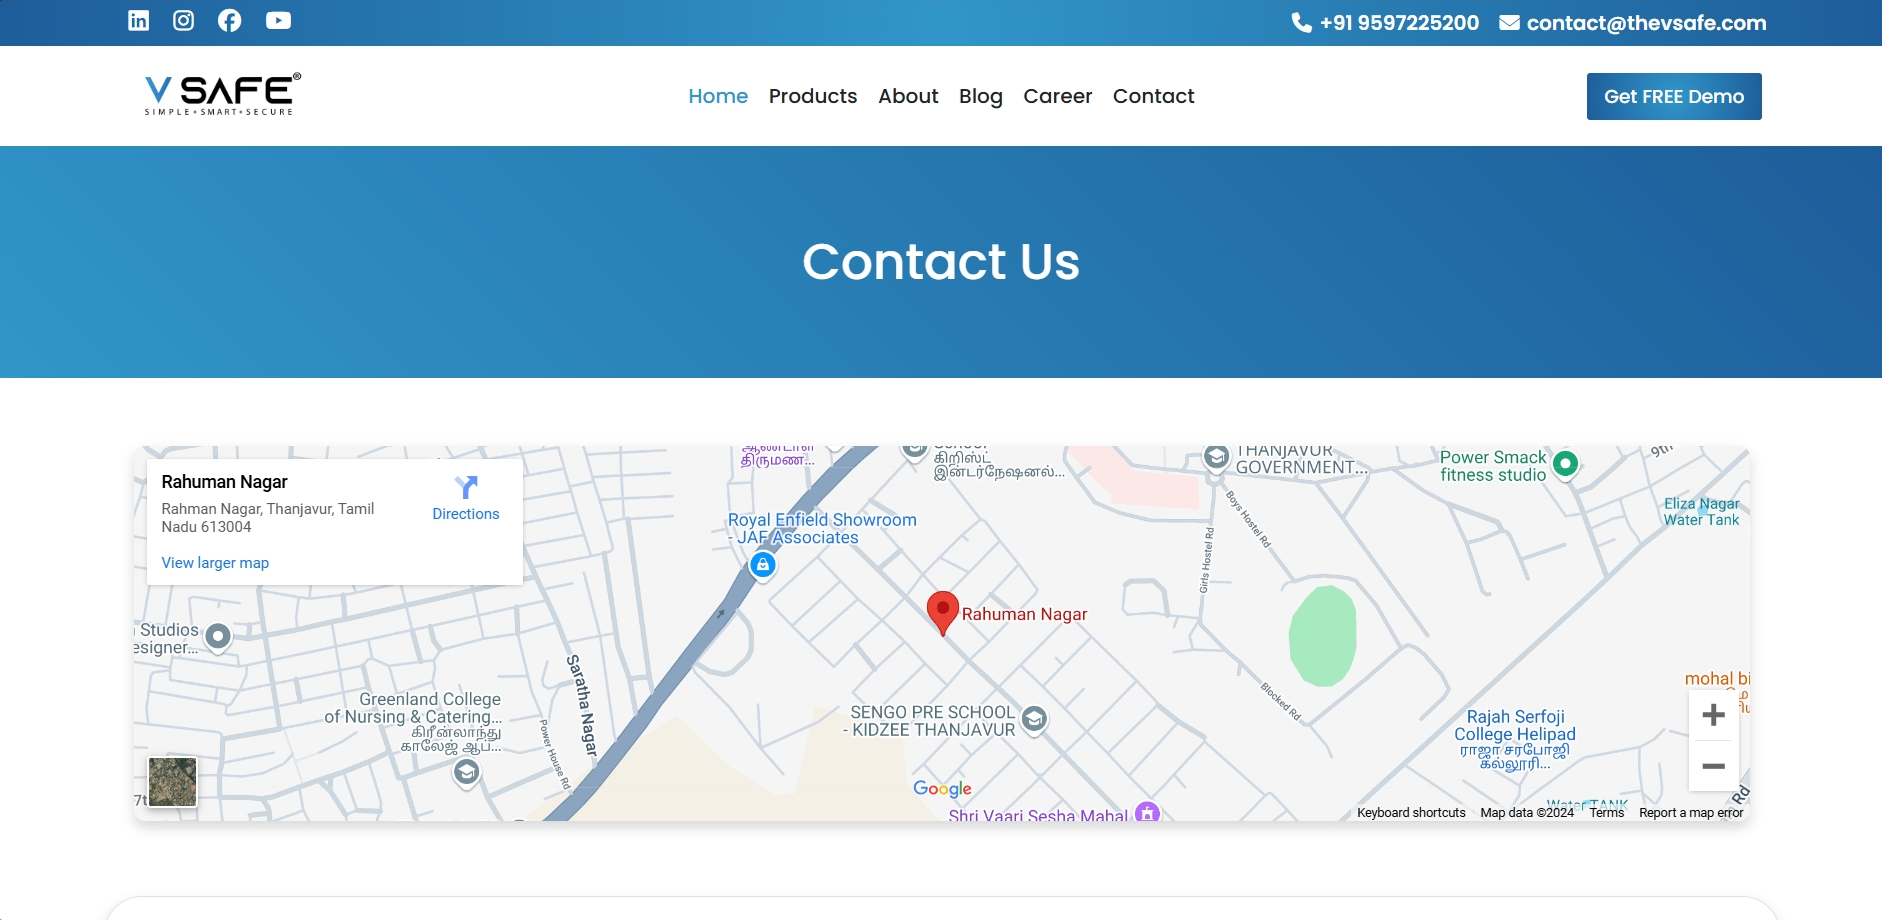 +91 9597225200 contact@thevsafe.com
V SAFE®
SIMPLE•SMART•SECURE
Home Products About Blog Career Contact
Get FREE Demo
Contact Us
Rahuman Nagar
Rahman Nagar, Thanjavur, Tamil
Nadu 613004
Directions
View larger map
திருமண...
கிறிஸ்ட்
இன்டர்நேஷனல்...
THANJAVUR
GOVERNMENT...
Power Smack
fitness studio
9th
Eliza Nagar
Water Tank
Royal Enfield Showroom
- JAF Associates
Boys Hostel Rd
Girls Hostel Rd
Rahuman Nagar
Studios
esigner...
Saratha Nagar
Blocked Rd
Greenland College
of Nursing & Catering...
கிரீன்லாந்து
காலேஜ் ஆப்...
Power House Rd
SENGO PRE SCHOOL
- KIDZEE THANJAVUR
mohal bi
Rajah Serfoji
College Helipad
ராஜா சரபோஜி
கல்லூரி...
Google
Shri Vaari Sesha Mahal
Water TANK
Rd
7t
Keyboard shortcuts Map data ©2024 Terms Report a map error